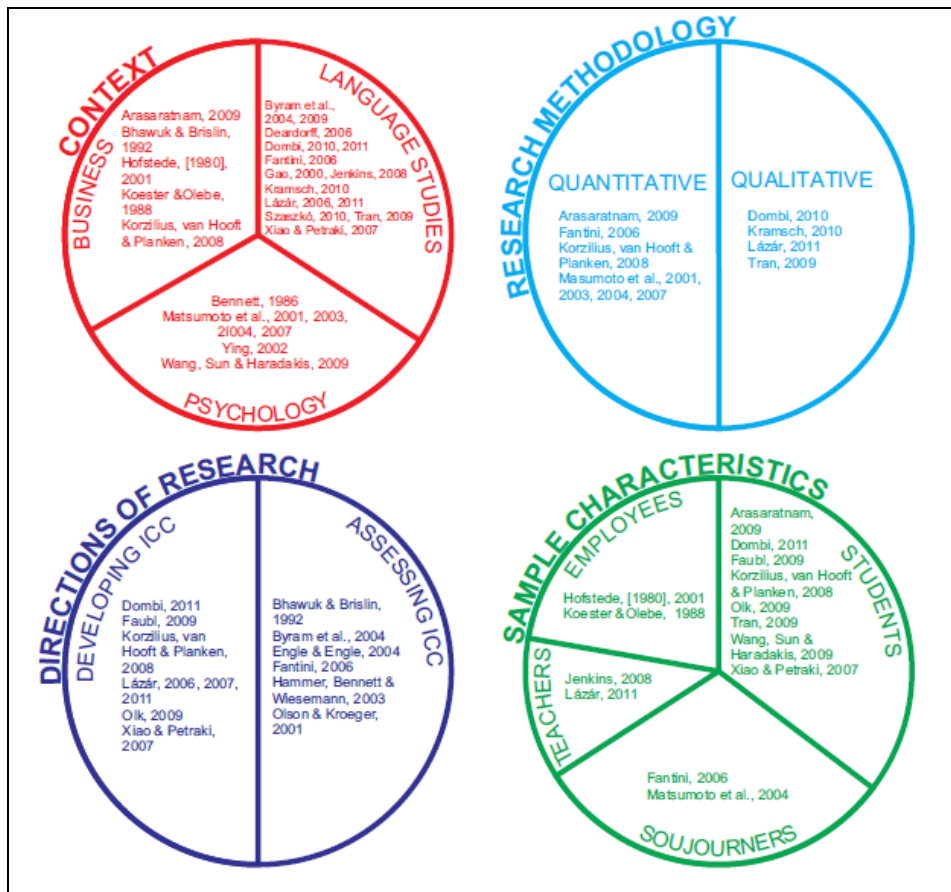 CONTEXT
BUSINESS
Arasaratnam, 2009
Bhawuk & Brislin,
1992
Hofstede, [1980],
2001
Koester &Olebe,
1988
Korzilius, van Hooft
& Planken, 2008
LANGUAGE STUDIES
Byram et al.,
2004, 2009
Deardorff, 2006
Dombi, 2010, 2011
Fantini, 2006
Gao, 2000, Jenkins, 2008
Kramsch, 2010
Lázár, 2006, 2011
Szaszkó, 2010, Tran, 2009
Xiao & Petraki, 2007
Bennett, 1986
Matsumoto et al., 2001, 2003,
2l004, 2007
Ying, 2002
Wang, Sun & Haradakis, 2009
PSYCHOLOGY
RESEARCH METHODOLOGY
QUANTITATIVE
Arasaratnam, 2009
Fantini, 2006
Korzilius, van Hooft &
Planken, 2008
Masumoto et al., 2001,
2003, 2004, 2007
QUALITATIVE
Dombi, 2010
Kramsch, 2010
Lázár, 2011
Tran, 2009
DIRECTIONS OF RESEARCH
DEVELOPING ICC
Dombi, 2011
Faubl, 2009
Korzilius, van
Hooft & Planken,
2008
Lázár, 2006, 2007,
2011
Olk, 2009
Xiao & Petraki,
2007
ASSESSING ICC
Bhawuk & Brislin,
1992
Byram et al., 2004
Engle & Engle, 2004
Fantini, 2006
Hammer, Bennett &
Wiesemann, 2003
Olson & Kroeger,
2001
SAMPLE CHARACTERISTICS
EMPLOYEES
Hofstede, [1980], 2001
Koester &Olebe, 1988
STUDENTS
Arasaratnam,
2009
Dombi, 2011
Faubl, 2009
Korzilius, van Hooft
& Planken, 2008
Olk, 2009
Tran, 2009
Wang, Sun &
Haradakis, 2009
Xiao & Petraki, 2007
TEACHERS
Jenkins, 2008
Lázár, 2011
Fantini, 2006
Matsumoto et al., 2004
SOUJOURNERS